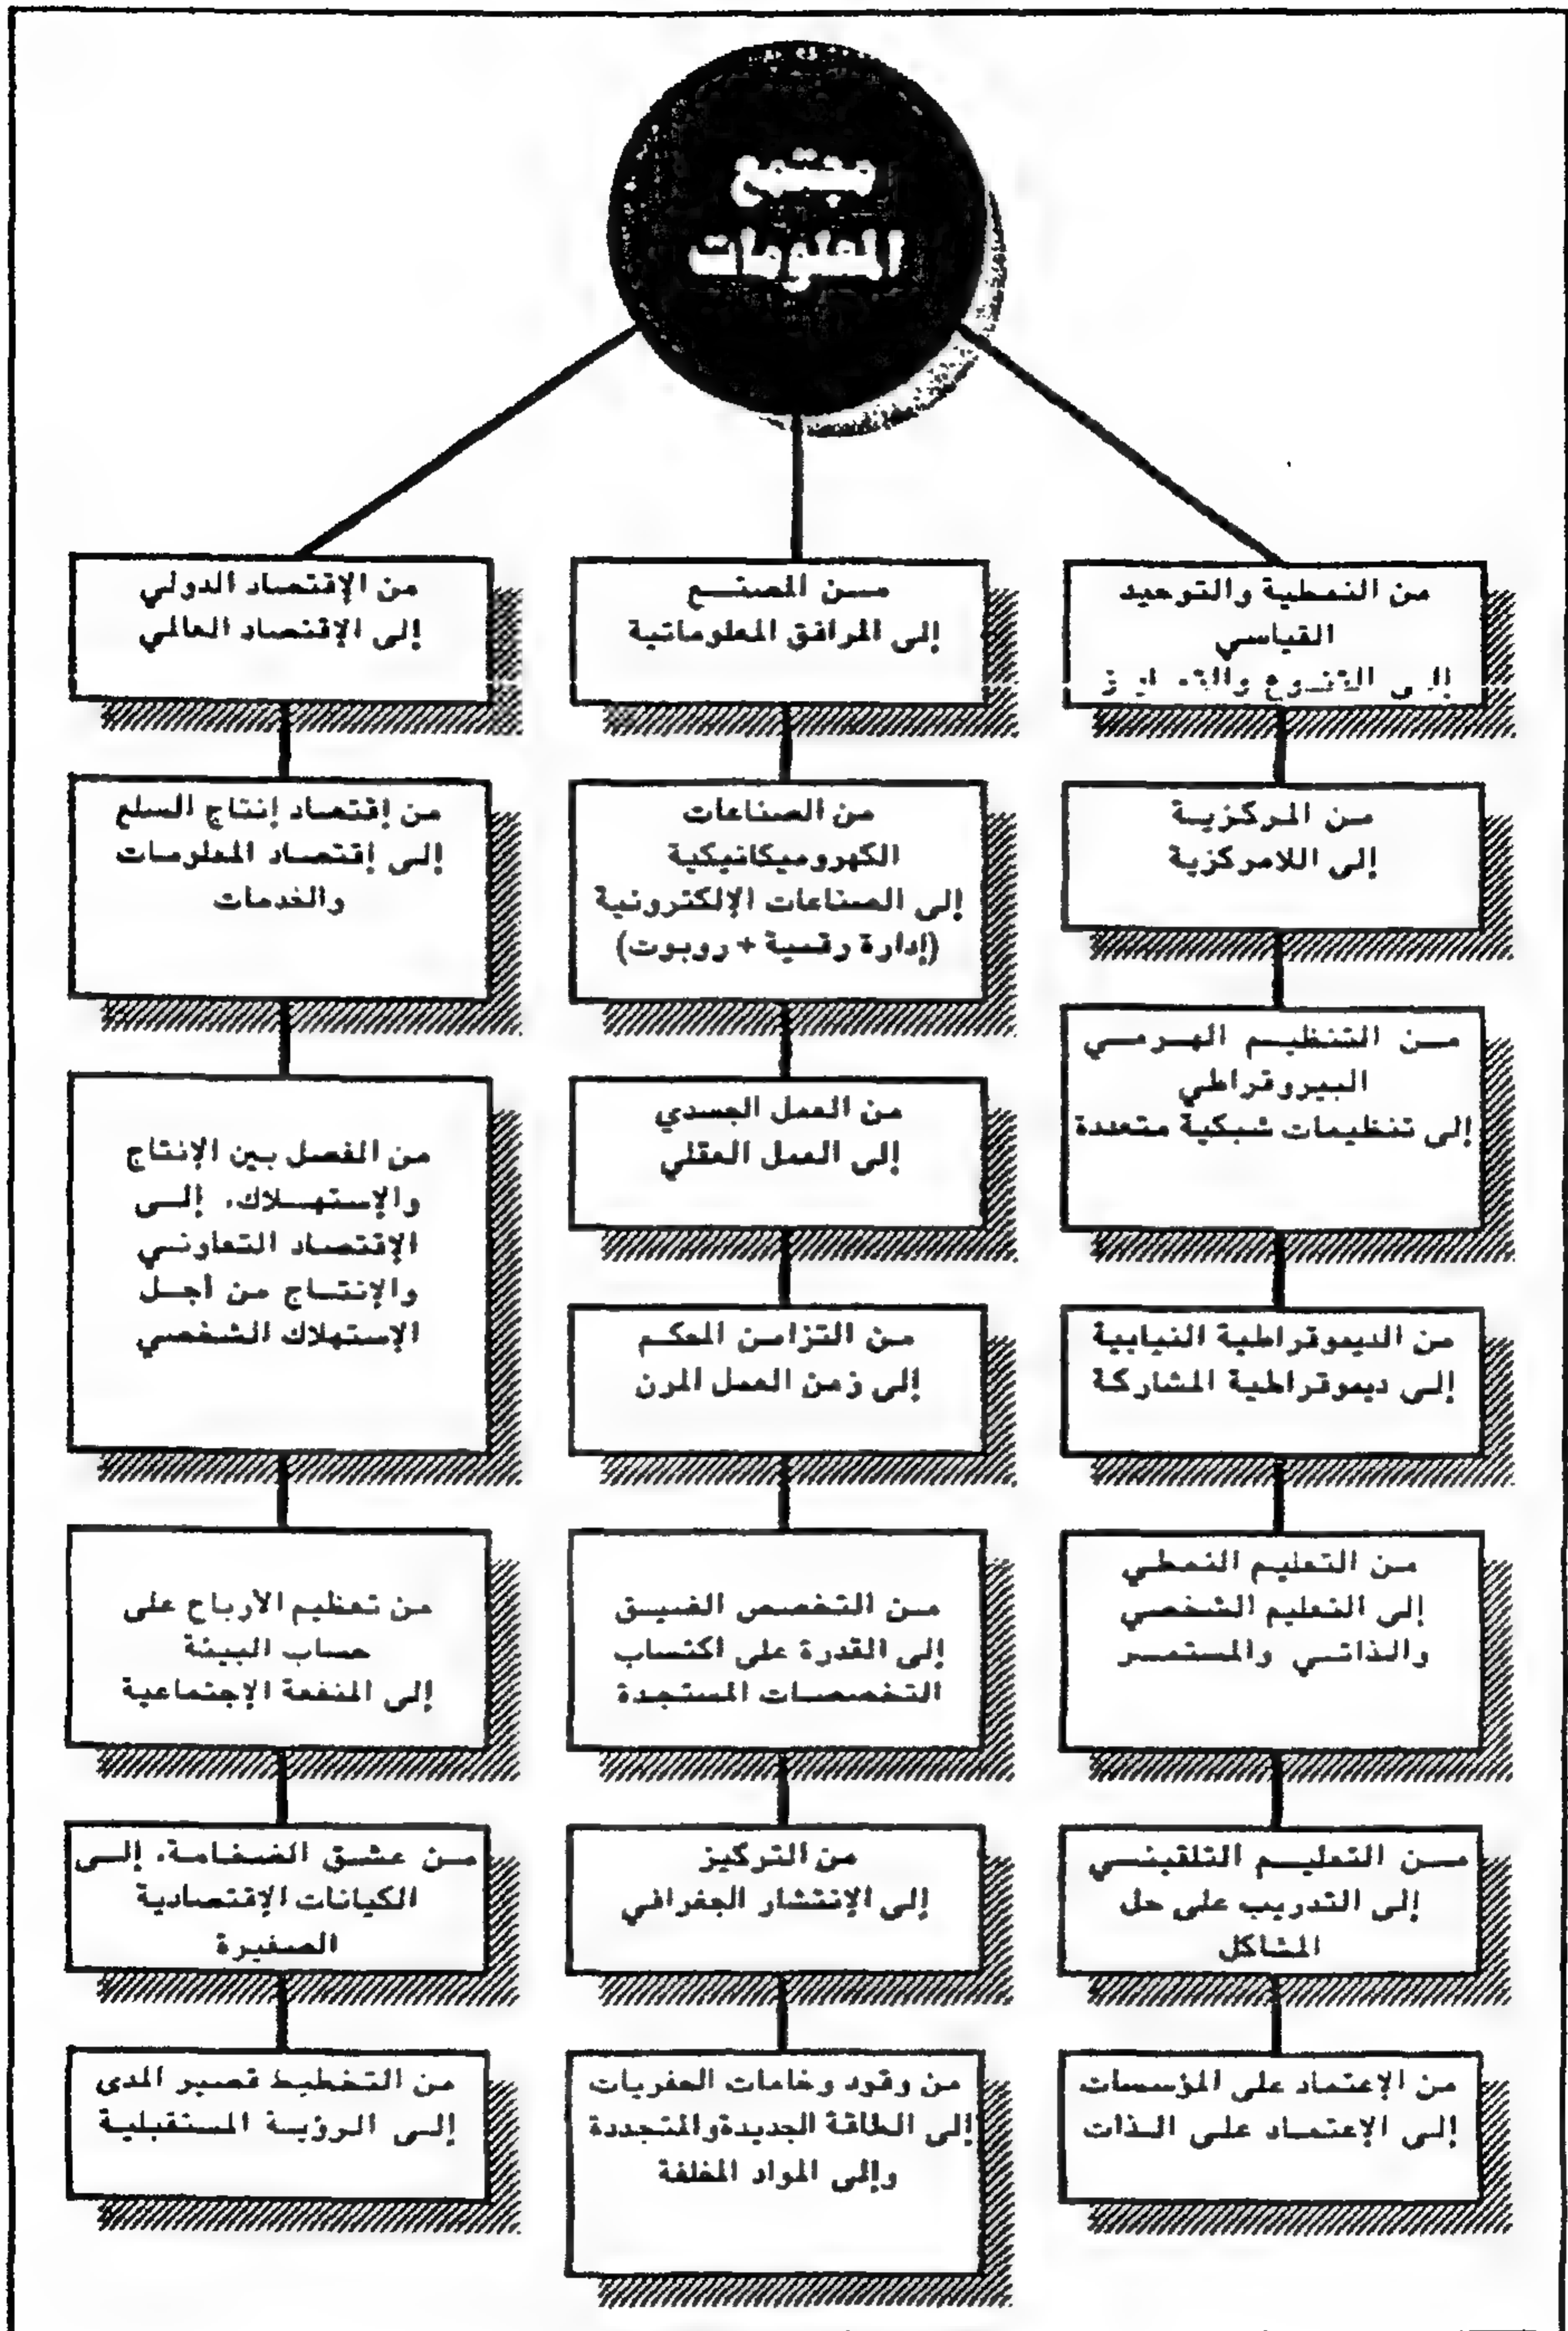 مجتمع
المعلومات
من النمطية والتوحيد
القياسي
إلى التنوع والتمايز
من المركزية
إلى اللامركزية
من التنظيم الهرمي
البيروقراطي
إلى تنظيمات شبكية متعددة
من الديموقراطية النيابية
إلى ديموقراطية المشاركة
من التعليم النمطي
إلى التعليم الشخصي
والذاتي والمستمر
من التعليم التلقيني
إلى التدريب على حل
المشاكل
من الإعتماد على المؤسسات
إلى الإعتماد على الذات
من المصنع
إلى المرافق المعلوماتية
من الصناعات
الكهروميكانيكية
إلى الصناعات الإلكترونية
(إدارة رقمية + روبوت)
من العمل الجسدي
إلى العمل العقلي
من التزامن المحكم
إلى زمن العمل المرن
من التخصص الضيق
إلى القدرة على اكتساب
التخصصات المستجدة
من التركيز
إلى الإنتشار الجغرافي
من وقود وخامات الحفريات
إلى الطاقة الجديدة والمتجددة
وإلى المواد المخلقة
من الإقتصاد الدولي
إلى الإقتصاد العالمي
من إقتصاد إنتاج السلع
إلى إقتصاد المعلومات
والخدمات
من الفصل بين الإنتاج
والإستهلاك، إلى
الإقتصاد التعاوني
والإنتاج من أجل
الإستهلاك الشخصي
من تعظيم الأرباح على
حساب البيئة
إلى المنفعة الإجتماعية
من عشق الضخامة، إلى
الكيانات الإقتصادية
الصغيرة
من التخطيط قصير المدى
إلى الرؤية المستقبلية